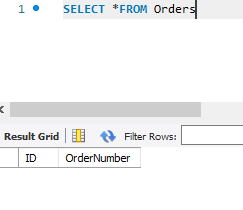 1 SELECT *FROM Orders
Result Grid Filter Rows:
ID OrderNumber